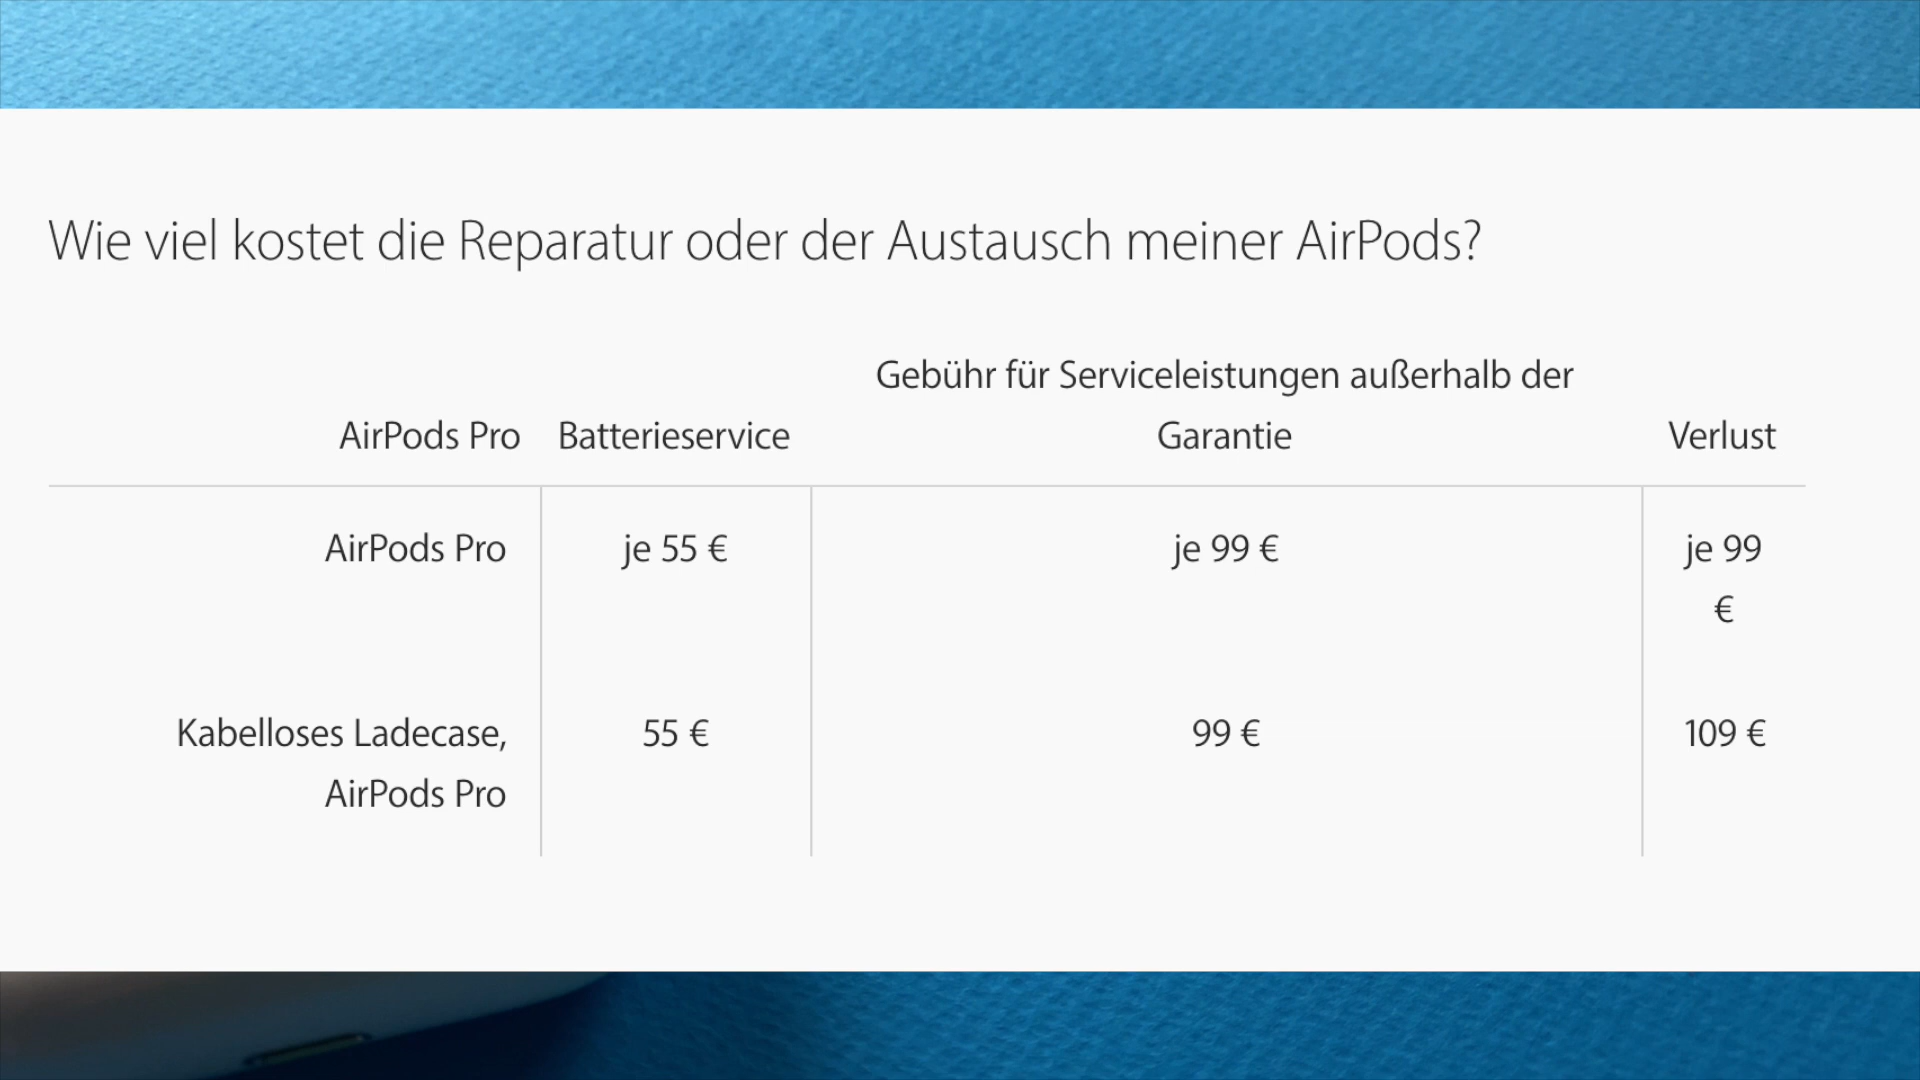 Wie viel kostet die Reparatur oder der Austausch meiner AirPods?
Gebühr für Serviceleistungen außerhalb der
AirPods Pro Batterieservice Garantie Verlust
AirPods Pro je 55 € je 99 € je 99
€
Kabelloses Ladecase, 55 € 99 € 109 €
AirPods Pro